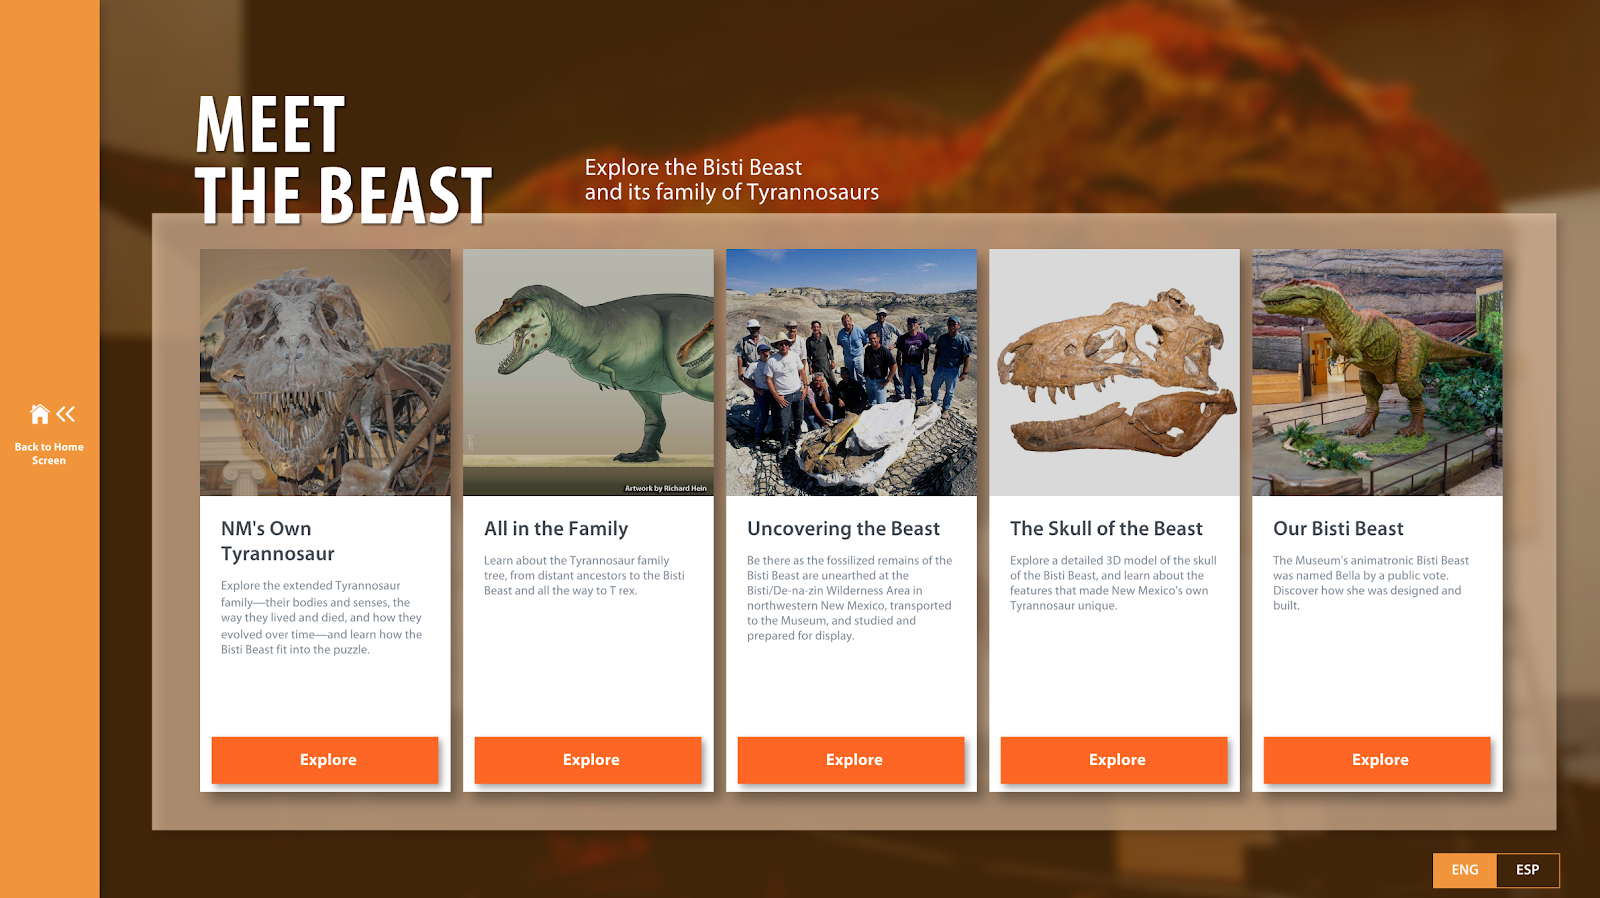 MEET
THE BEAST
Explore the Bisti Beast
and its family of Tyrannosaurs
Back to Home
Screen
Artwork by Richard Hein
NM's Own
Tyrannosaur
Explore the extended Tyrannosaur
family—their bodies and senses, the
way they lived and died, and how they
evolved over time—and learn how the
Bisti Beast fit into the puzzle.
Explore
All in the Family
Learn about the Tyrannosaur family
tree, from distant ancestors to the Bisti
Beast and all the way to T rex.
Explore
Uncovering the Beast
Be there as the fossilized remains of the
Bisti Beast are unearthed at the
Bisti/De-na-zin Wilderness Area in
northwestern New Mexico, transported
to the Museum, and studied and
prepared for display.
Explore
The Skull of the Beast
Explore a detailed 3D model of the skull
of the Bisti Beast, and learn about the
features that made New Mexico's own
Tyrannosaur unique.
Explore
Our Bisti Beast
The Museum's animatronic Bisti Beast
was named Bella by a public vote.
Discover how she was designed and
built.
Explore
ENG ESP